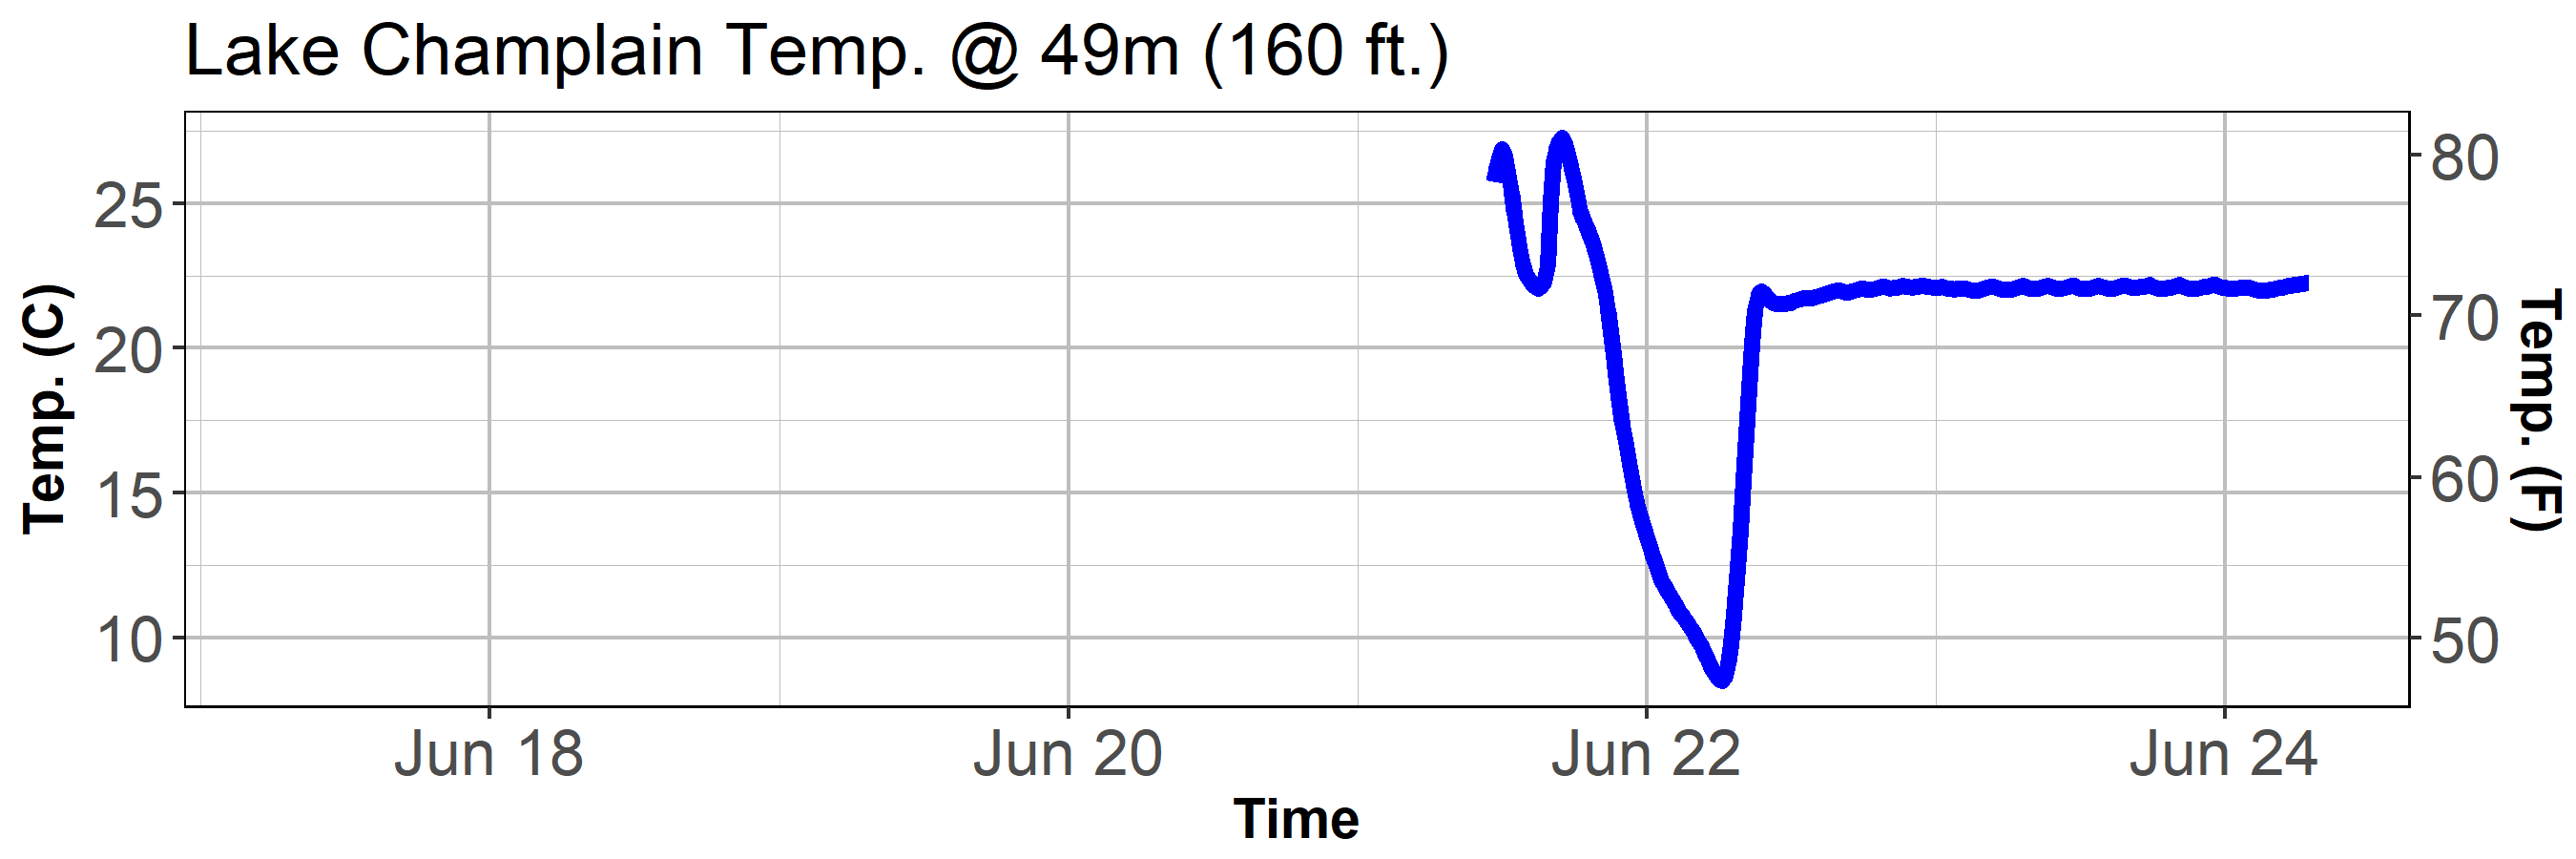 Lake Champlain Temp. @ 49m (160 ft.)
Temp. (C)
25
20
15
10
80
70
60
50
Temp. (F)
Jun 18
Jun 20
Jun 22
Jun 24
Time